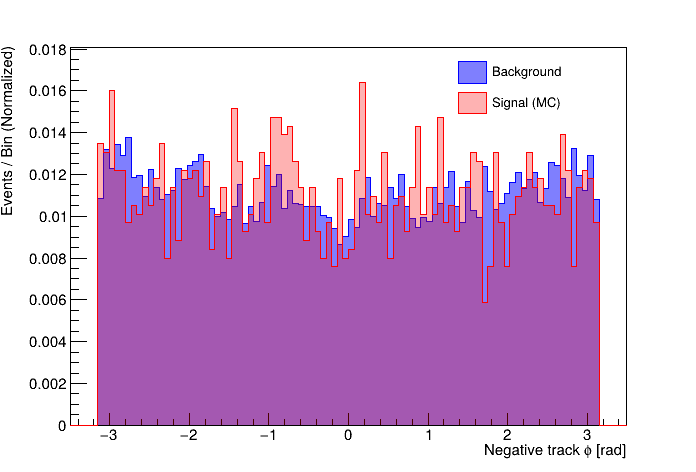 Events / Bin (Normalized)
0.018
0.016
0.014
0.012
0.01
0.008
0.006
0.004
0.002
0
Background
Signal (MC)
−3 −2 −1 0 1 2 3
Negative track ϕ [rad]